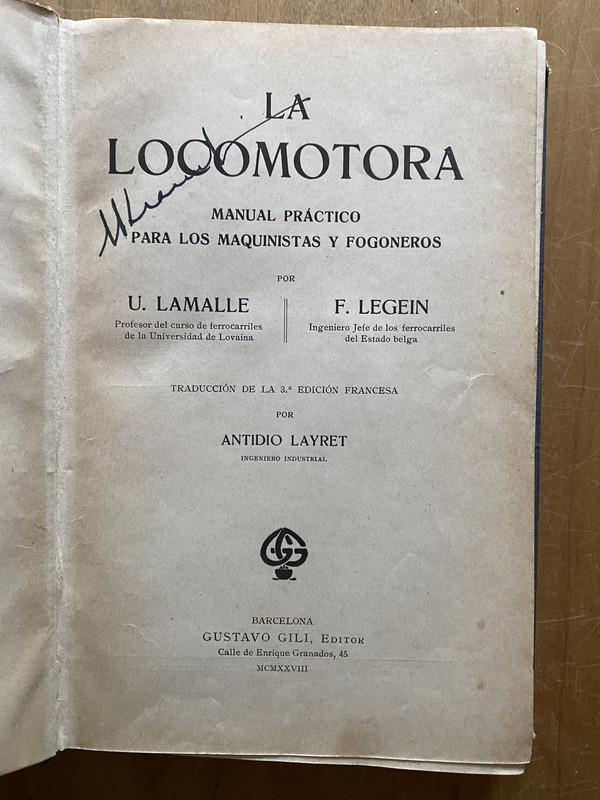 LA
LOCOMOTORA
MANUAL PRÁCTICO
PARA LOS MAQUINISTAS Y FOGONEROS
POR
U. LAMALLE
Profesor del curso de ferrocarriles
de la Universidad de Lovaina
F. LEGEIN
Ingeniero Jefe de los ferrocarriles
del Estado belga
TRADUCCIÓN DE LA 3.ª EDICIÓN FRANCESA
POR
ANTIDIO LAYRET
INGENIERO INDUSTRIAL
BARCELONA
GUSTAVO GILI, EDITOR
Calle de Enrique Granados, 45
MCMXXVIII